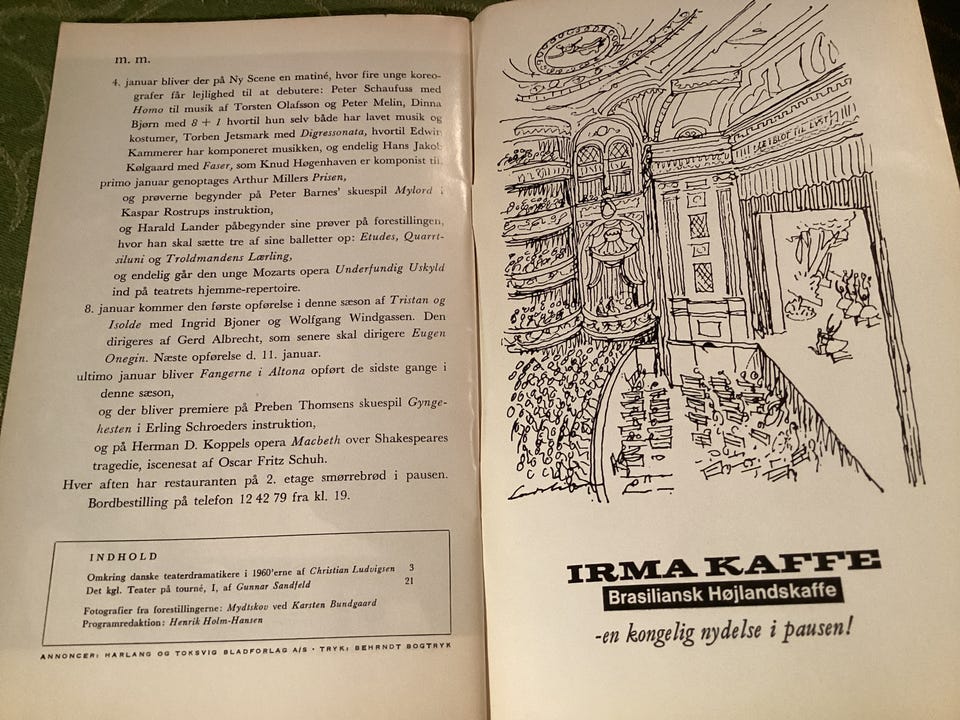 m. m.
4. januar bliver der på Ny Scene en matiné, hvor fire unge koreo-
grafer får lejlighed til at debutere: Peter Schaufuss med
Homo til musik af Torsten Olafsson og Peter Melin, Dinna
Bjørn med 8 + 1 hvortil hun selv både har lavet musik og
kostumer, Torben Jetsmark med Digressonata, hvortil Edwin
Kammerer har komponeret musikken, og endelig Hans Jakob
Kølgaard med Faser, som Knud Høgenhaven er komponist til.
primo januar genoptages Arthur Millers Prisen,
og prøverne begynder på Peter Barnes' skuespil Mylord i
Kaspar Rostrups instruktion,
og Harald Lander påbegynder sine prøver på forestillingen,
hvor han skal sætte tre af sine balletter op: Etudes, Quarrt-
siluni og Troldmandens Lærling,
og endelig går den unge Mozarts opera Underfundig Uskyld
ind på teatrets hjemme-repertoire.
8. januar kommer den første opførelse i denne sæson af Tristan og
Isolde med Ingrid Bjoner og Wolfgang Windgassen. Den
dirigeres af Gerd Albrecht, som senere skal dirigere Eugen
Onegin. Næste opførelse d. 11. januar.
ultimo januar bliver Fangerne i Altona opført de sidste gange i
denne sæson,
og der bliver premiere på Preben Thomsens skuespil Gynge-
hesten i Erling Schroeders instruktion,
og på Herman D. Koppels opera Macbeth over Shakespeares
tragedie, iscenesat af Oscar Fritz Schuh.
Hver aften har restauranten på 2. etage smørrebrød i pausen.
Bordbestilling på telefon 12 42 79 fra kl. 19.
INDHOLD
Omkring danske teaterdramatikere i 1960'erne af Christian Ludvigsen 3
Det kgl. Teater på tourné, I, af Gunnar Sandfeld 21
Fotografier fra forestillingerne: Mydtskov ved Karsten Bundgaard
Programredaktion: Henrik Holm-Hansen
ANNONCER: HARLANG OG TOKSVIG BLADFORLAG A/S · TRYK: BEHRNDT BOGTRYK
EI BLOT TIL LYST
IRMA KAFFE
Brasiliansk Højlandskaffe
-en kongelig nydelse i pausen!